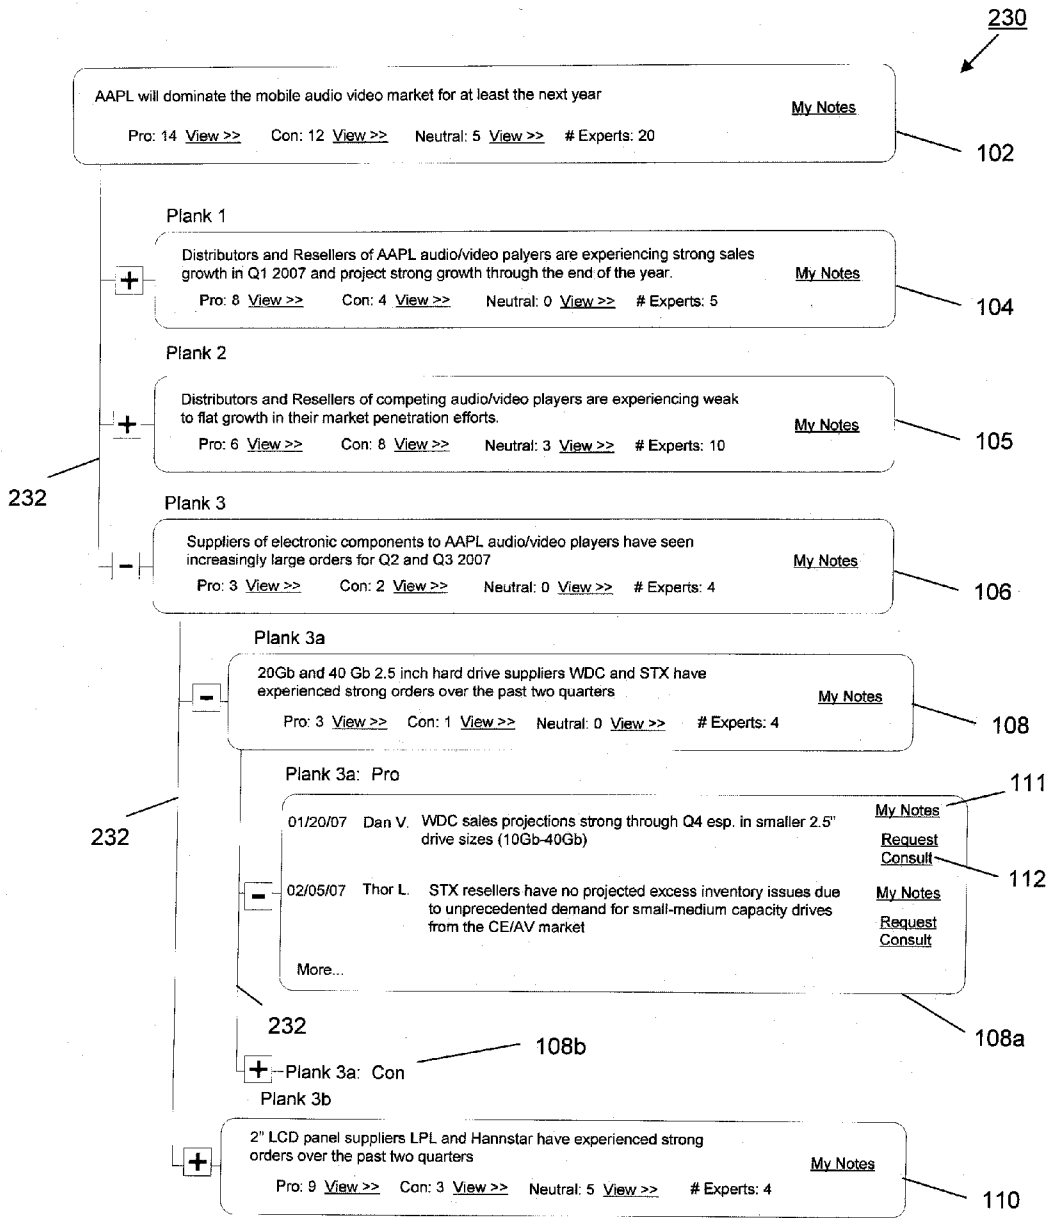 230
AAPL will dominate the mobile audio video market for at least the next year
My Notes
Pro: 14 View >> Con: 12 View >> Neutral: 5 View >> # Experts: 20
102
Plank 1
Distributors and Resellers of AAPL audio/video palyers are experiencing strong sales
growth in Q1 2007 and project strong growth through the end of the year.
My Notes
Pro: 8 View >> Con: 4 View >> Neutral: 0 View >> # Experts: 5
104
Plank 2
Distributors and Resellers of competing audio/video players are experiencing weak
to flat growth in their market penetration efforts.
My Notes
Pro: 6 View >> Con: 8 View >> Neutral: 3 View >> # Experts: 10
105
232
Plank 3
Suppliers of electronic components to AAPL audio/video players have seen
increasingly large orders for Q2 and Q3 2007
My Notes
Pro: 3 View >> Con: 2 View >> Neutral: 0 View >> # Experts: 4
106
Plank 3a
20Gb and 40 Gb 2.5 inch hard drive suppliers WDC and STX have
experienced strong orders over the past two quarters
My Notes
Pro: 3 View >> Con: 1 View >> Neutral: 0 View >> # Experts: 4
108
Plank 3a: Pro
111
My Notes
01/20/07 Dan V. WDC sales projections strong through Q4 esp. in smaller 2.5"
drive sizes (10Gb-40Gb)
Request
Consult
232
112
02/05/07 Thor L. STX resellers have no projected excess inventory issues due
to unprecedented demand for small-medium capacity drives
from the CE/AV market
My Notes
Request
Consult
More...
232
108a
108b
Plank 3a: Con
Plank 3b
2" LCD panel suppliers LPL and Hannstar have experienced strong
orders over the past two quarters
My Notes
Pro: 9 View >> Con: 3 View >> Neutral: 5 View >> # Experts: 4
110